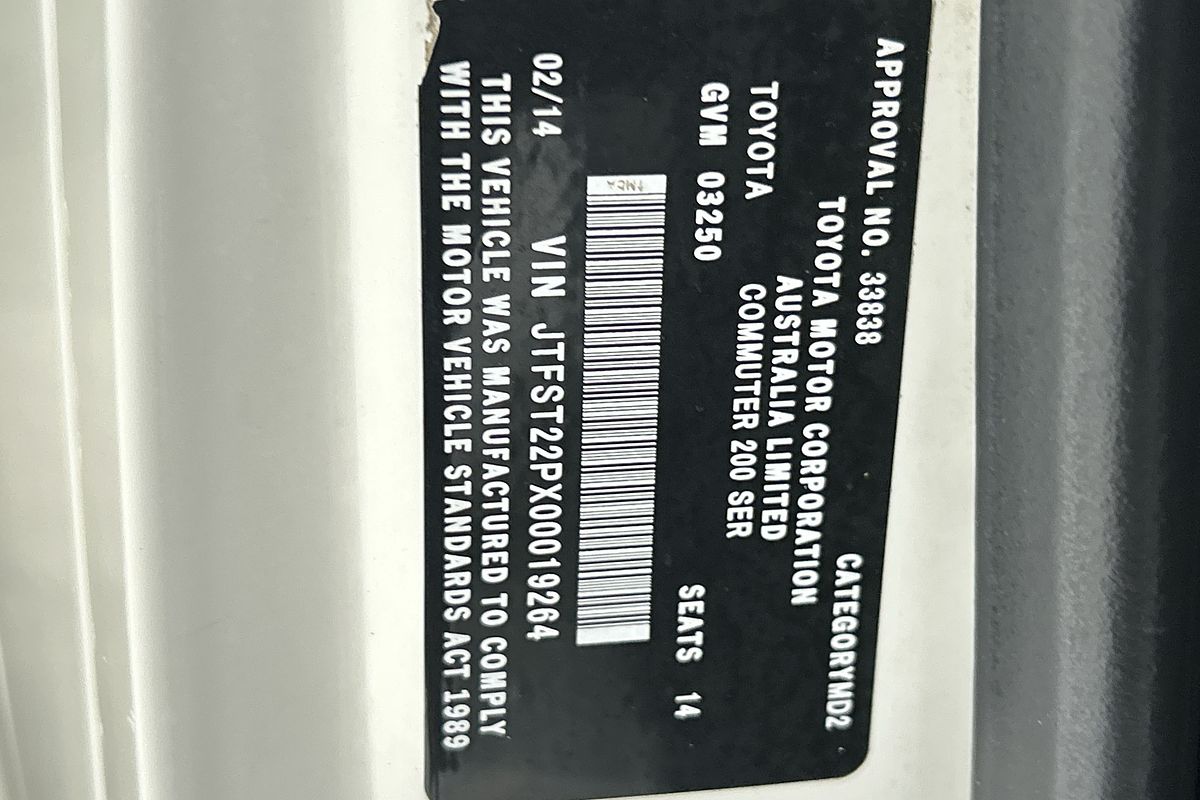 APPROVAL NO. 33838 CATEGORYMD2
TOYOTA MOTOR CORPORATION
AUSTRALIA LIMITED
TOYOTA COMMUTER 200 SER
GVM 03250 SEATS 14
02/14 VIN JTFST22PX00019264
THIS VEHICLE WAS MANUFACTURED TO COMPLY
WITH THE MOTOR VEHICLE STANDARDS ACT 1989